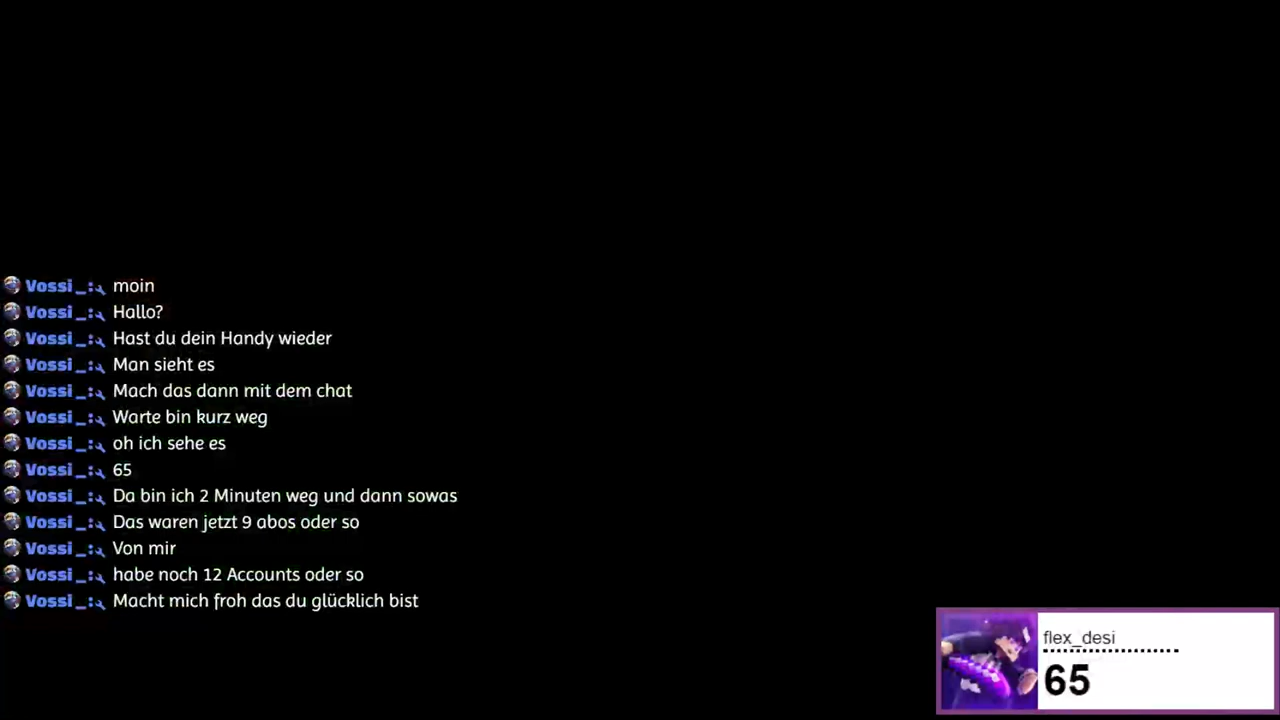 Vossi_: moin
Vossi_: Hallo?
Vossi_: Hast du dein Handy wieder
Vossi_: Man sieht es
Vossi_: Mach das dann mit dem chat
Vossi_: Warte bin kurz weg
Vossi_: oh ich sehe es
Vossi_: 65
Vossi_: Da bin ich 2 Minuten weg und dann sowas
Vossi_: Das waren jetzt 9 abos oder so
Vossi_: Von mir
Vossi_: habe noch 12 Accounts oder so
Vossi_: Macht mich froh das du glücklich bist
flex_desi
65